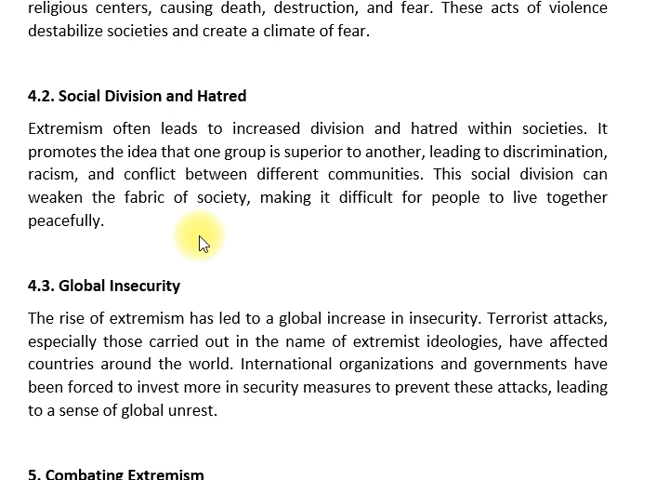 religious centers, causing death, destruction, and fear. These acts of violence
destabilize societies and create a climate of fear.
4.2. Social Division and Hatred
Extremism often leads to increased division and hatred within societies. It
promotes the idea that one group is superior to another, leading to discrimination,
racism, and conflict between different communities. This social division can
weaken the fabric of society, making it difficult for people to live together
peacefully.
4.3. Global Insecurity
The rise of extremism has led to a global increase in insecurity. Terrorist attacks,
especially those carried out in the name of extremist ideologies, have affected
countries around the world. International organizations and governments have
been forced to invest more in security measures to prevent these attacks, leading
to a sense of global unrest.
5. Combating Extremism